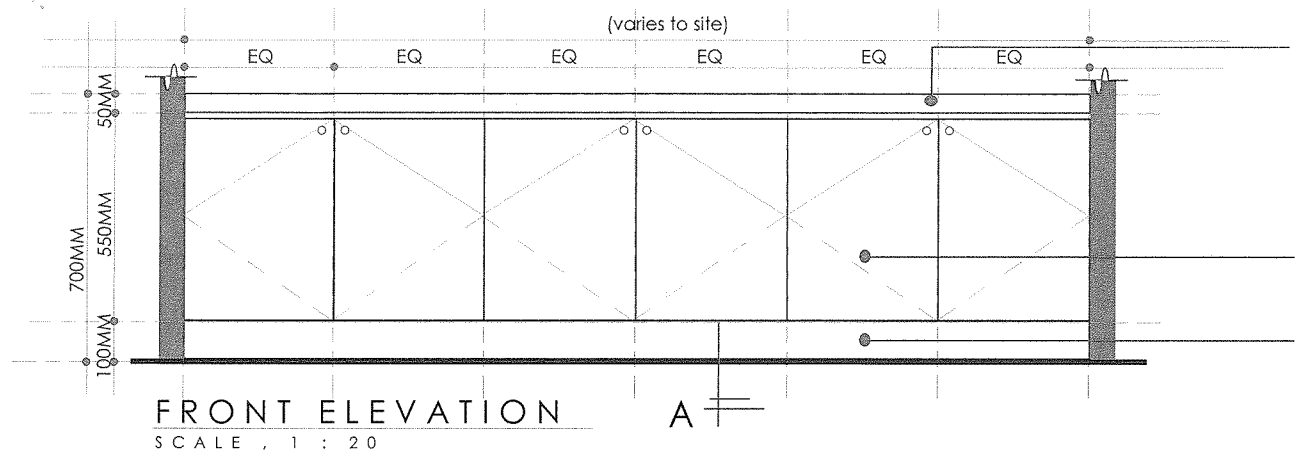 (varies to site)
EQ EQ EQ EQ EQ EQ
50MM
550MM
700MM
100MM
FRONT ELEVATION
A
SCALE , 1 : 20